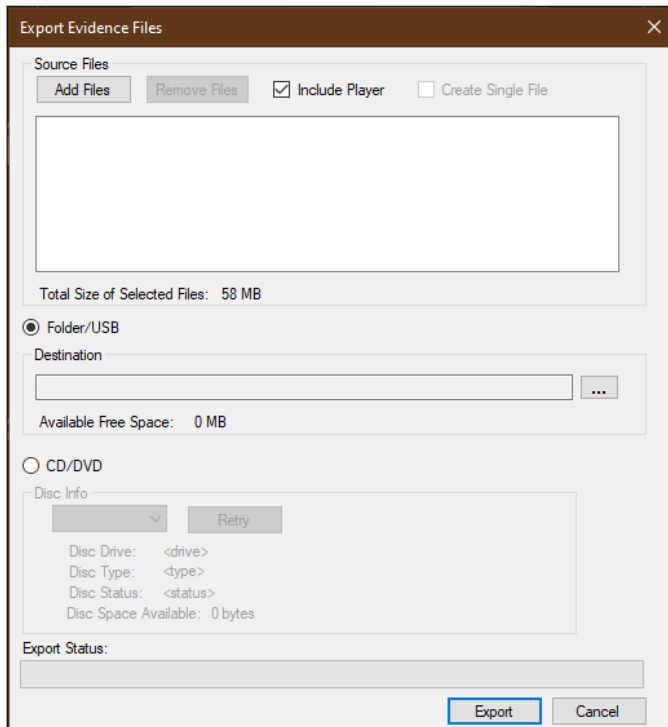 Export Evidence Files
Source Files
Add Files Remove Files Include Player Create Single File
Total Size of Selected Files: 58 MB
Folder/USB
Destination
...
Available Free Space: 0 MB
CD/DVD
Disc Info
Retry
Disc Drive: <drive>
Disc Type: <type>
Disc Status: <status>
Disc Space Available: 0 bytes
Export Status:
Export Cancel